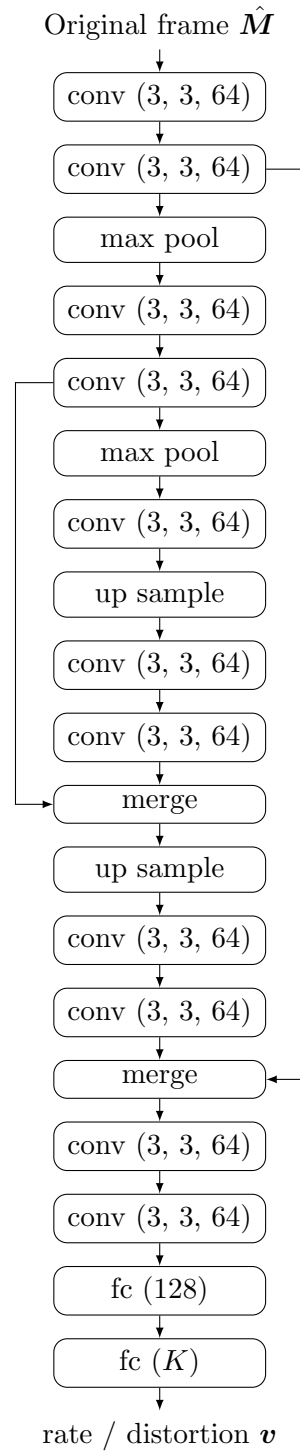 Original frame M̂
conv (3, 3, 64)
conv (3, 3, 64)
max pool
conv (3, 3, 64)
conv (3, 3, 64)
max pool
conv (3, 3, 64)
up sample
conv (3, 3, 64)
conv (3, 3, 64)
merge
up sample
conv (3, 3, 64)
conv (3, 3, 64)
merge
conv (3, 3, 64)
conv (3, 3, 64)
fc (128)
fc (K)
rate / distortion v